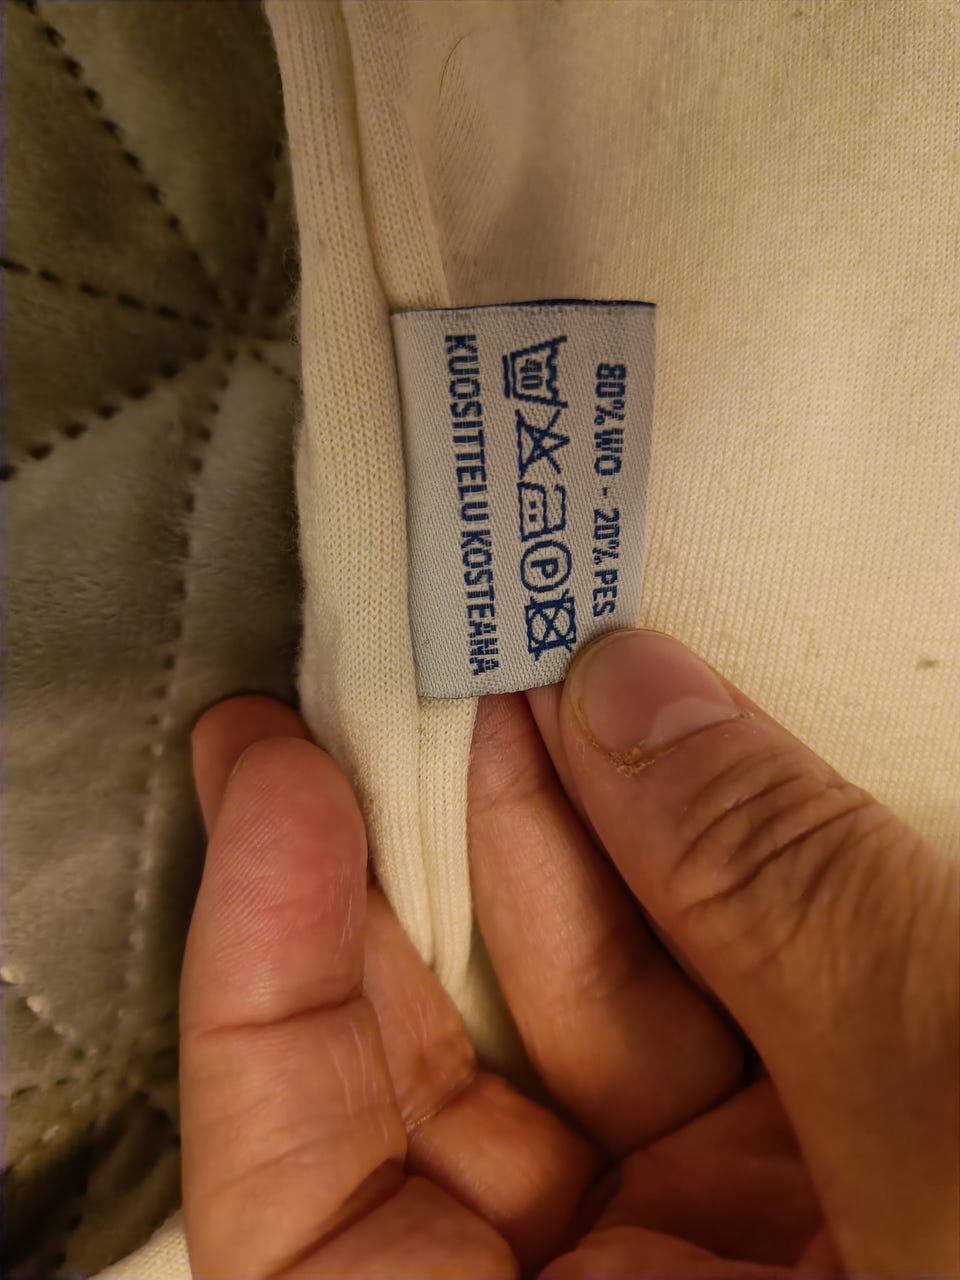 80% WO - 20% PES
40
P
KUOSITTELU KOSTEANA